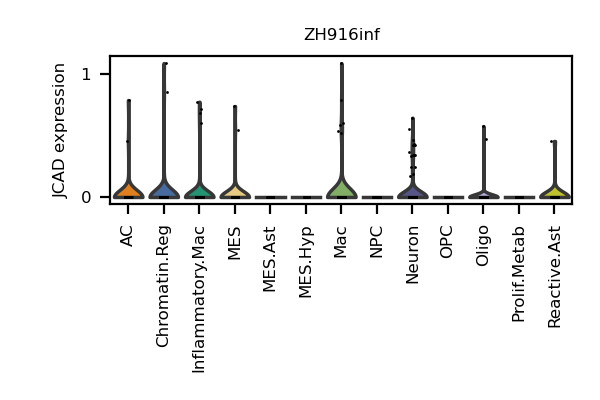 ZH916inf
JCAD expression
1
0
AC
Chromatin.Reg
Inflammatory.Mac
MES
MES.Ast
MES.Hyp
Mac
NPC
Neuron
OPC
Oligo
Prolif.Metab
Reactive.Ast